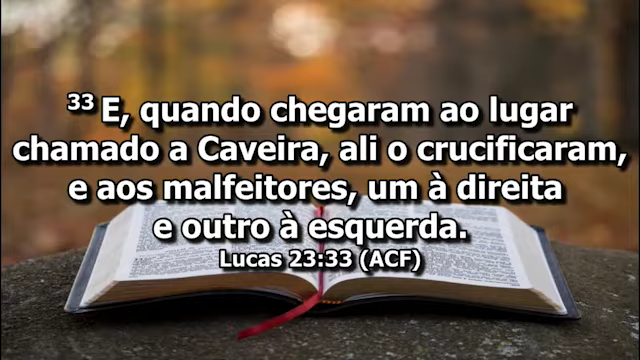 33 E, quando chegaram ao lugar
chamado a Caveira, ali o crucificaram,
e aos malfeitores, um à direita
e outro à esquerda.
Lucas 23:33 (ACF)